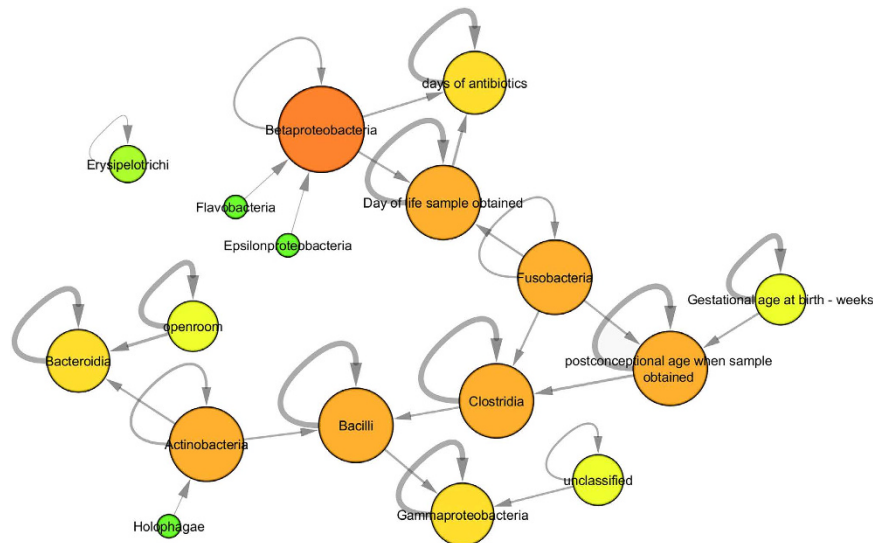 days of antibiotics
Betaproteobacteria
Erysipelotrichi
Flavobacteria
Day of life sample obtained
Epsilonproteobacteria
Fusobacteria
Gestational age at birth - weeks
openroom
Bacteroidia
postconceptional age when sample
obtained
Clostridia
Bacilli
Actinobacteria
unclassified
Gammaproteobacteria
Holophagae